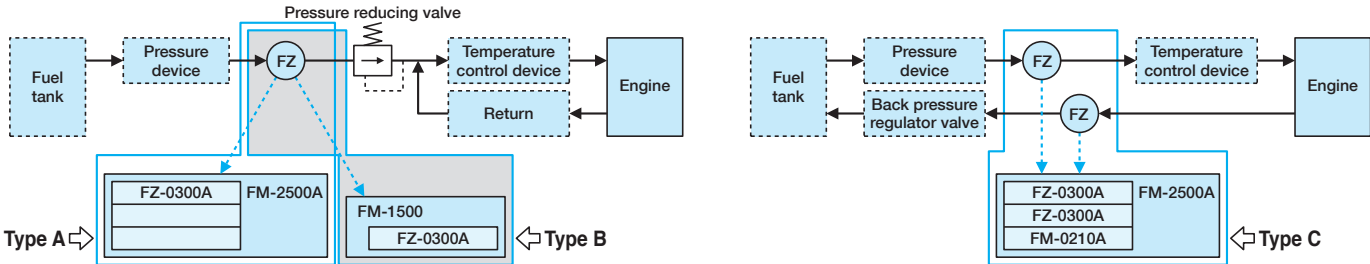 Pressure reducing valve
Fuel
tank
Pressure
device
FZ
Temperature
control device
Engine
Return
FZ-0300A
FM-2500A
FM-1500
FZ-0300A
Type A
Type B
Fuel
tank
Pressure
device
FZ
Temperature
control device
Engine
Back pressure
regulator valve
FZ
FZ-0300A
FM-2500A
FZ-0300A
FM-0210A
Type C